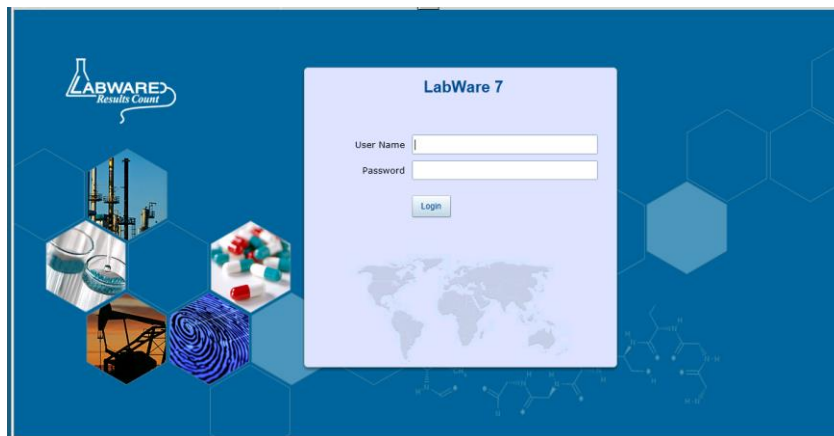 LABWARE
Results Count
LabWare 7
User Name
Password
Login